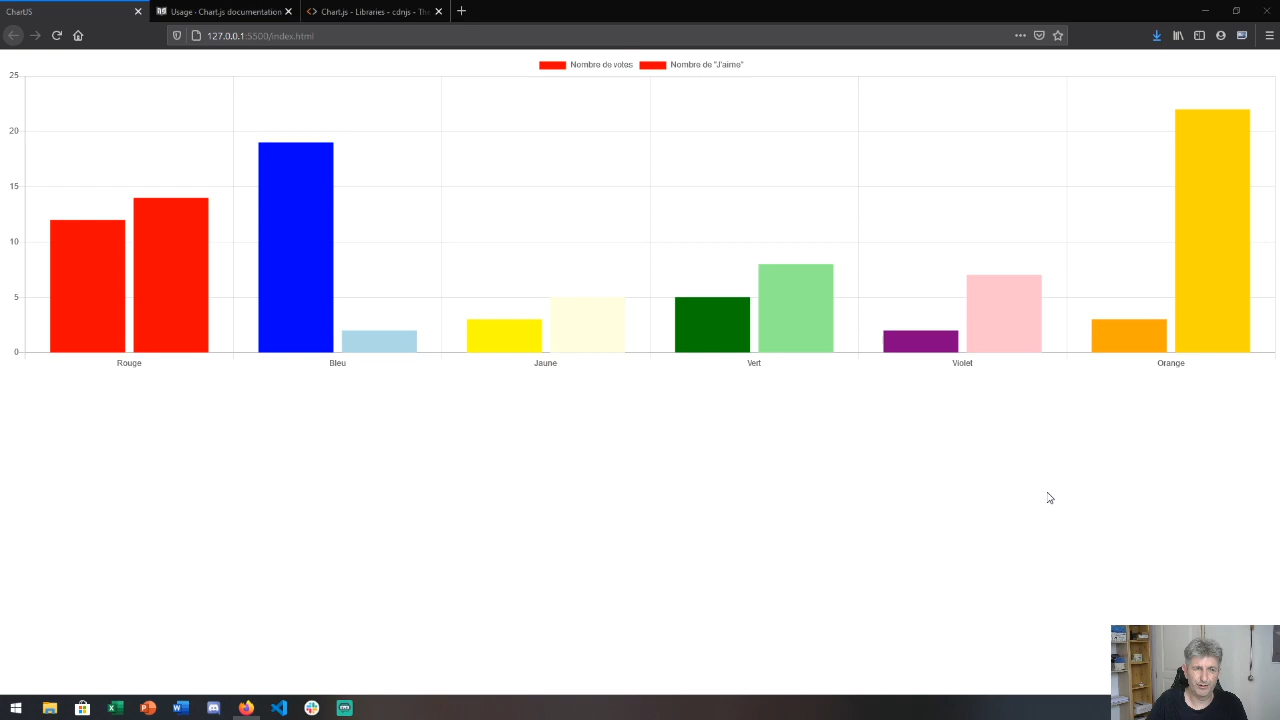 ChartJS
Usage · Chart.js documentation
Chart.js - Libraries - cdnjs - The
127.0.0.1:5500/index.html
Nombre de votes
Nombre de "J'aime"
25
20
15
10
5
0
Rouge
Bleu
Jaune
Vert
Violet
Orange